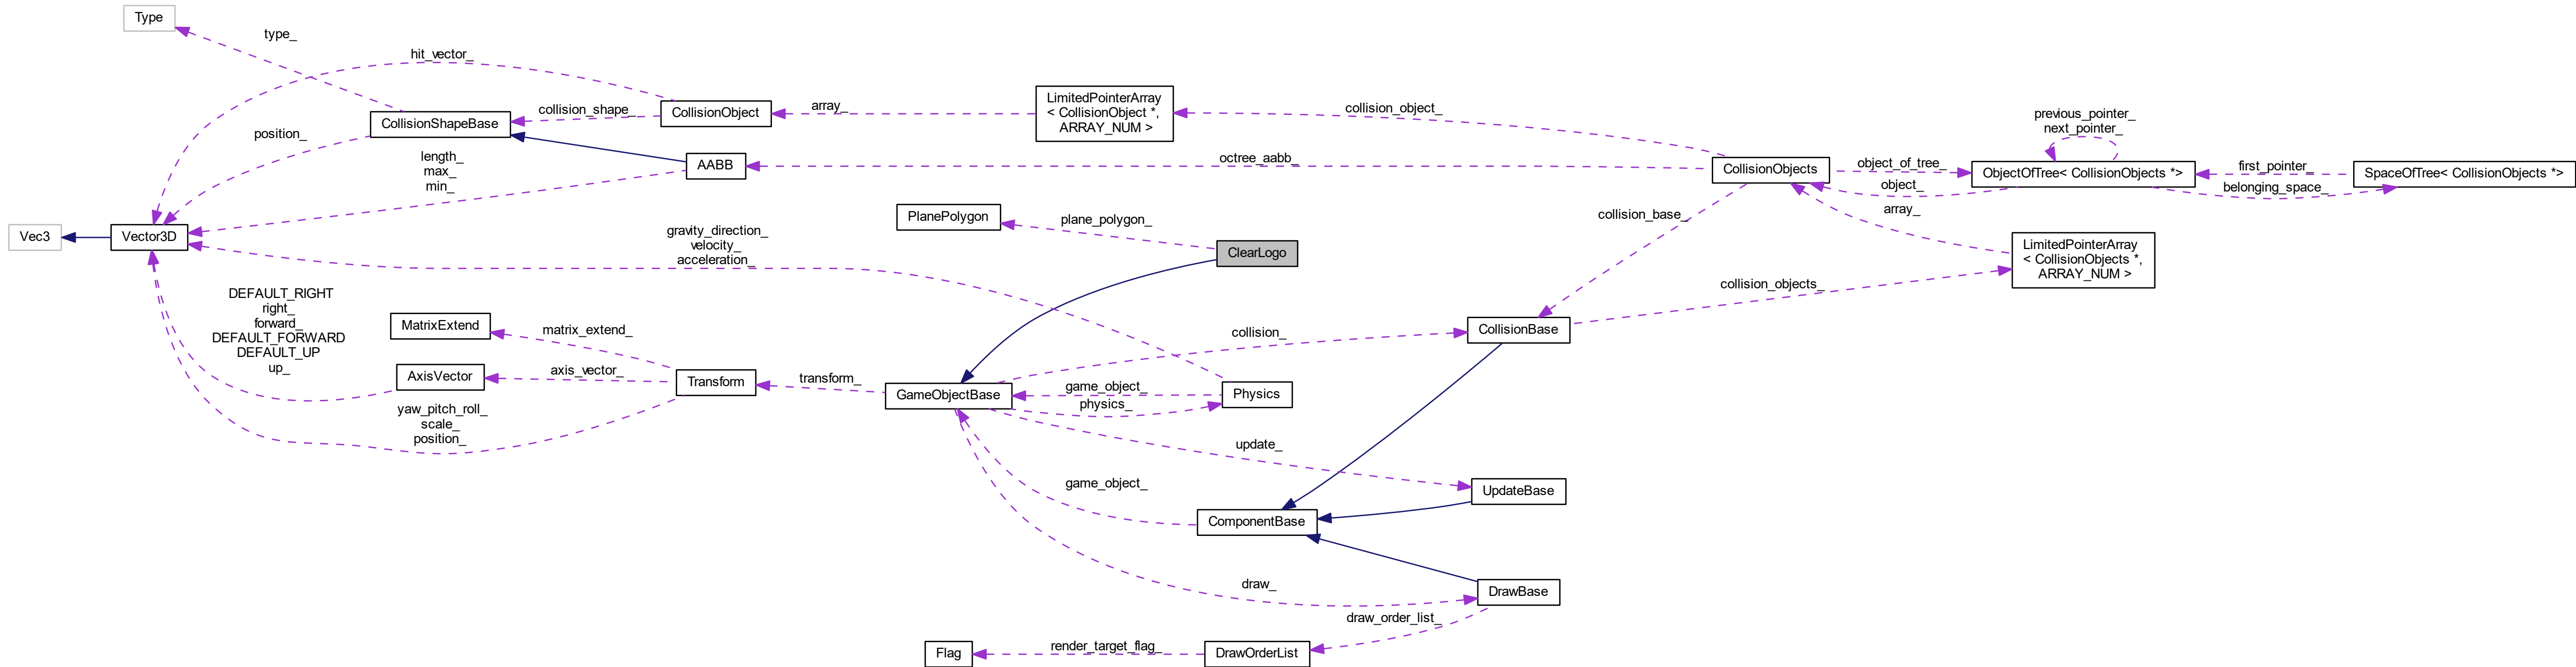 Type
type_
hit_vector_
CollisionShapeBase
collision_shape_
CollisionObject
array_
LimitedPointerArray
< CollisionObject *,
ARRAY_NUM >
collision_object_
position_
length_
max_
min_
AABB
octree_aabb_
CollisionObjects
object_of_tree_
object_
previous_pointer_
next_pointer_
ObjectOfTree< CollisionObjects *>
first_pointer_
belonging_space_
SpaceOfTree< CollisionObjects *>
Vec3
Vector3D
PlanePolygon
plane_polygon_
ClearLogo
collision_base_
array_
LimitedPointerArray
< CollisionObjects *,
ARRAY_NUM >
gravity_direction_
velocity_
acceleration_
collision_objects_
DEFAULT_RIGHT
right_
forward_
DEFAULT_FORWARD
DEFAULT_UP
up_
MatrixExtend
matrix_extend_
AxisVector
axis_vector_
Transform
transform_
GameObjectBase
collision_
CollisionBase
game_object_
physics_
Physics
yaw_pitch_roll_
scale_
position_
update_
UpdateBase
game_object_
ComponentBase
draw_
DrawBase
draw_order_list_
Flag
render_target_flag_
DrawOrderList